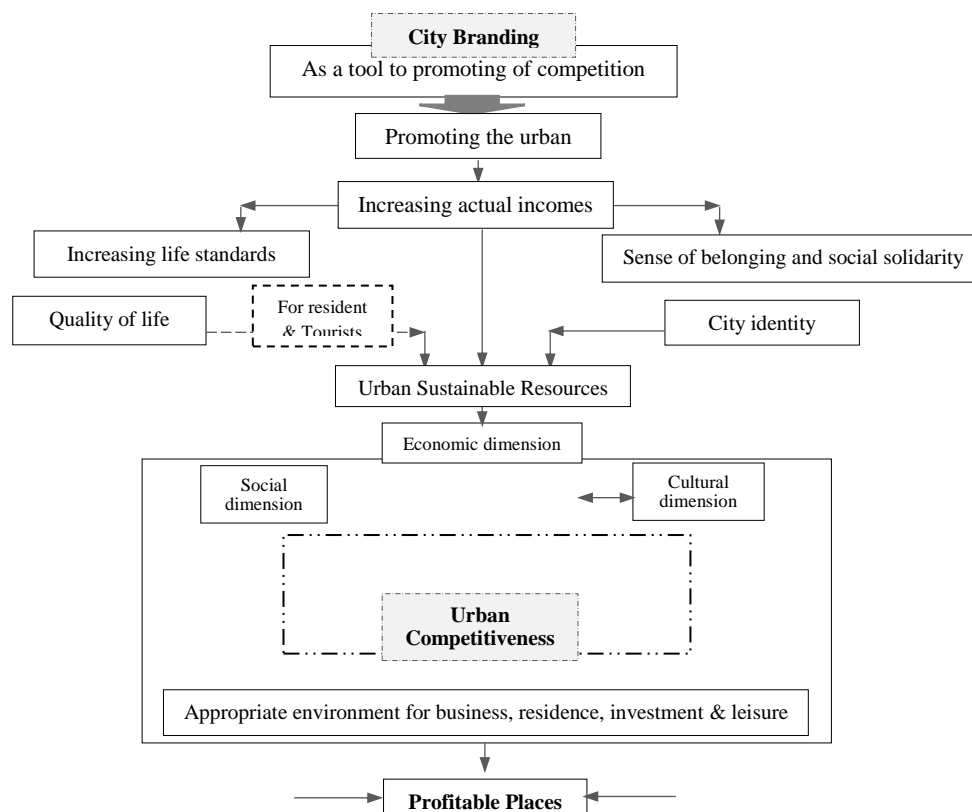 City Branding
As a tool to promoting of competition
Promoting the urban
Increasing actual incomes
Increasing life standards
Sense of belonging and social solidarity
Quality of life
For resident
& Tourists
City identity
Urban Sustainable Resources
Economic dimension
Social
dimension
Cultural
dimension
Urban
Competitiveness
Appropriate environment for business, residence, investment & leisure
Profitable Places